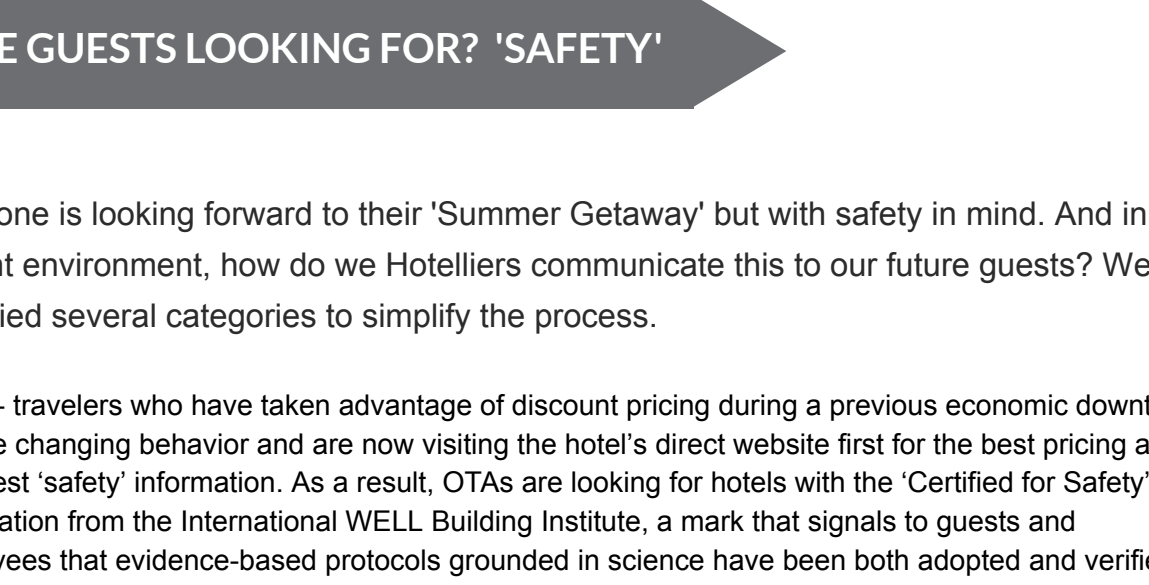 E GUESTS LOOKING FOR? 'SAFETY'
one is looking forward to their 'Summer Getaway' but with safety in mind. And in
t environment, how do we Hotelliers communicate this to our future guests? We
ied several categories to simplify the process.
- travelers who have taken advantage of discount pricing during a previous economic downt
e changing behavior and are now visiting the hotel’s direct website first for the best pricing a
est ‘safety’ information. As a result, OTAs are looking for hotels with the ‘Certified for Safety’
ation from the International WELL Building Institute, a mark that signals to guests and
yees that evidence-based protocols grounded in science have been both adopted and verifie